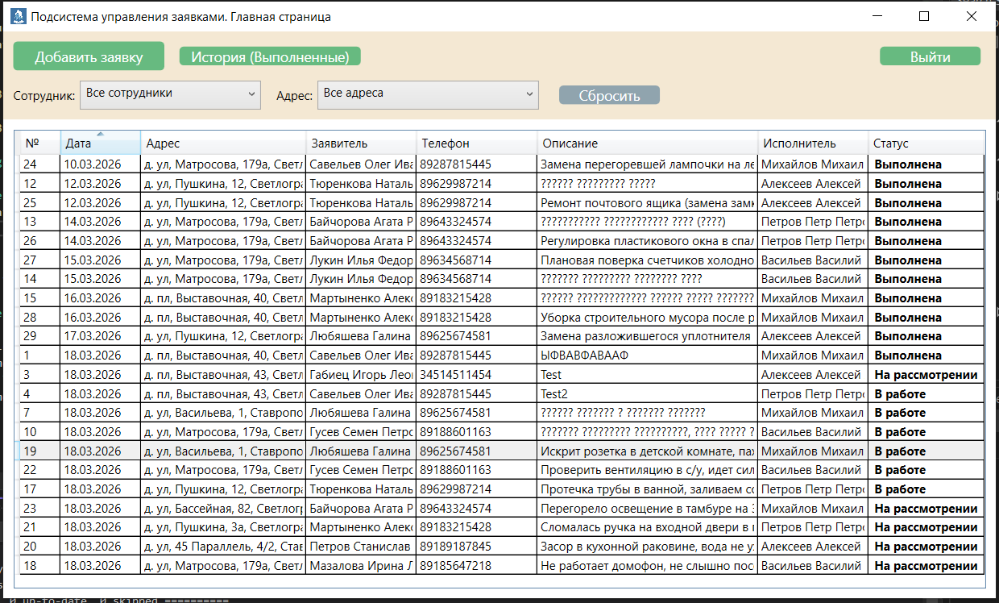 Подсистема управления заявками. Главная страница
Добавить заявку История (Выполненные) Выйти
Сотрудник: Все сотрудники Адрес: Все адреса Сбросить
№ Дата Адрес Заявитель Телефон Описание Исполнитель Статус
24 10.03.2026 д. ул, Матросова, 179а, Свет Савельев Олег Ива 89287815445 Замена перегоревшей лампочки на ле Михайлов Михаил Выполнена
12 12.03.2026 д. ул, Пушкина, 12, Светлогра Тюренкова Наталь 89629987214 ?????? ????????? ????? Алексеев Алексей Выполнена
25 12.03.2026 д. ул, Пушкина, 12, Светлогра Тюренкова Наталь 89629987214 Ремонт почтового ящика (замена замк Алексеев Алексей Выполнена
13 14.03.2026 д. ул, Матросова, 179а, Свет Байчорова Агата Р 89643324574 ??????????? ???????????? ???? (????) Петров Петр Петро Выполнена
26 14.03.2026 д. ул, Матросова, 179а, Свет Байчорова Агата Р 89643324574 Регулировка пластикового окна в спал Петров Петр Петро Выполнена
27 15.03.2026 д. ул, Матросова, 179а, Свет Лукин Илья Федор 89634568714 Плановая поверка счетчиков холодно Васильев Василий Выполнена
14 15.03.2026 д. ул, Матросова, 179а, Свет Лукин Илья Федор 89634568714 ??????? ????????? ???????? ???? Васильев Василий Выполнена
15 16.03.2026 д. пл, Выставочная, 40, Светл Мартыненко Алекс 89183215428 ?????? ????????????? ?????? ????? ??????? Михайлов Михаил Выполнена
28 16.03.2026 д. пл, Выставочная, 40, Светл Мартыненко Алекс 89183215428 Уборка строительного мусора после р Михайлов Михаил Выполнена
29 17.03.2026 д. ул, Пушкина, 12, Светлогра Любяшева Галина 89625674581 Замена разложившегося уплотнителя Алексеев Алексей Выполнена
1 18.03.2026 д. пл, Выставочная, 40, Светл Савельев Олег Ива 89287815445 ЫФВАВФАВААФ Михайлов Михаил Выполнена
3 18.03.2026 д. пл, Выставочная, 43, Светл Габиец Игорь Леон 34514511454 Test Алексеев Алексей На рассмотрении
4 18.03.2026 д. пл, Выставочная, 43, Светл Савельев Олег Ива 89287815445 Test2 Петров Петр Петро В работе
7 18.03.2026 д. ул, Васильева, 1, Ставропо Любяшева Галина 89625674581 ?????? ??????? ? ??????? ??????? Михайлов Михаил В работе
10 18.03.2026 д. ул, Матросова, 179а, Свет Гусев Семен Петро 89188601163 ??????? ????????? ??????????, ???? ????? ? Михайлов Михаил В работе
19 18.03.2026 д. ул, Васильева, 1, Ставропо Любяшева Галина 89625674581 Искрит розетка в детской комнате, пах Михайлов Михаил В работе
22 18.03.2026 д. ул, Матросова, 179а, Свет Гусев Семен Петро 89188601163 Проверить вентиляцию в с/у, идет сил Васильев Василий В работе
17 18.03.2026 д. ул, Пушкина, 12, Светлогра Тюренкова Наталь 89629987214 Протечка трубы в ванной, заливаем со Петров Петр Петро В работе
23 18.03.2026 д. ул, Бассейная, 82, Светлогр Байчорова Агата Р 89643324574 Перегорело освещение в тамбуре на Михайлов Михаил На рассмотрении
21 18.03.2026 д. ул, Пушкина, 3а, Светлогра Мартыненко Алекс 89183215428 Сломалась ручка на входной двери в Петров Петр Петро На рассмотрении
20 18.03.2026 д. ул, 45 Параллель, 4/2, Став Петров Станислав 89189187845 Засор в кухонной раковине, вода не у Алексеев Алексей На рассмотрении
18 18.03.2026 д. ул, Матросова, 179а, Свет Мазалова Ирина Л 89185647218 Не работает домофон, не слышно пос Васильев Василий На рассмотрении